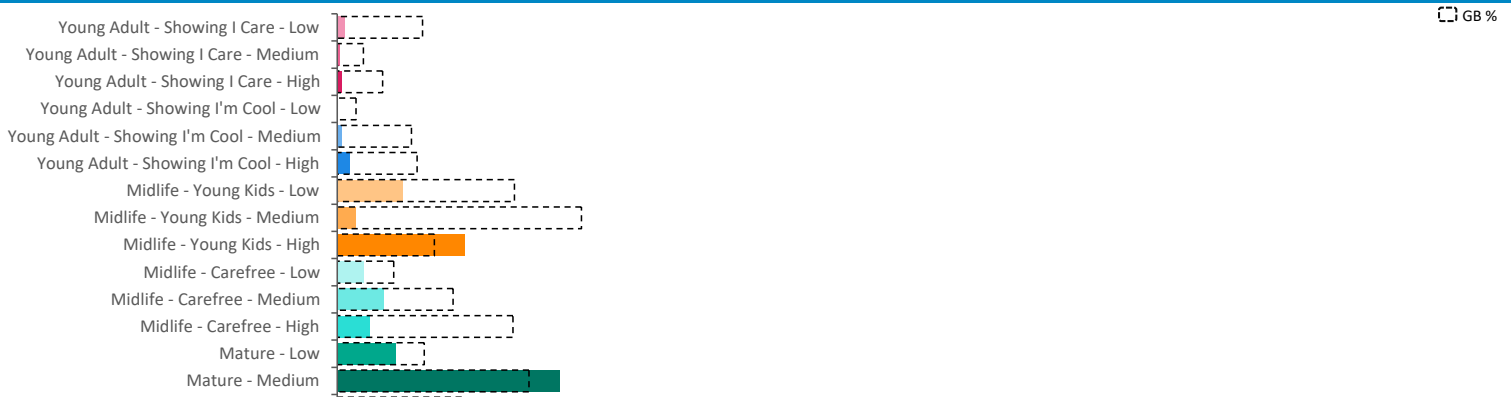 GB %
Young Adult - Showing I Care - Low
Young Adult - Showing I Care - Medium
Young Adult - Showing I Care - High
Young Adult - Showing I'm Cool - Low
Young Adult - Showing I'm Cool - Medium
Young Adult - Showing I'm Cool - High
Midlife - Young Kids - Low
Midlife - Young Kids - Medium
Midlife - Young Kids - High
Midlife - Carefree - Low
Midlife - Carefree - Medium
Midlife - Carefree - High
Mature - Low
Mature - Medium